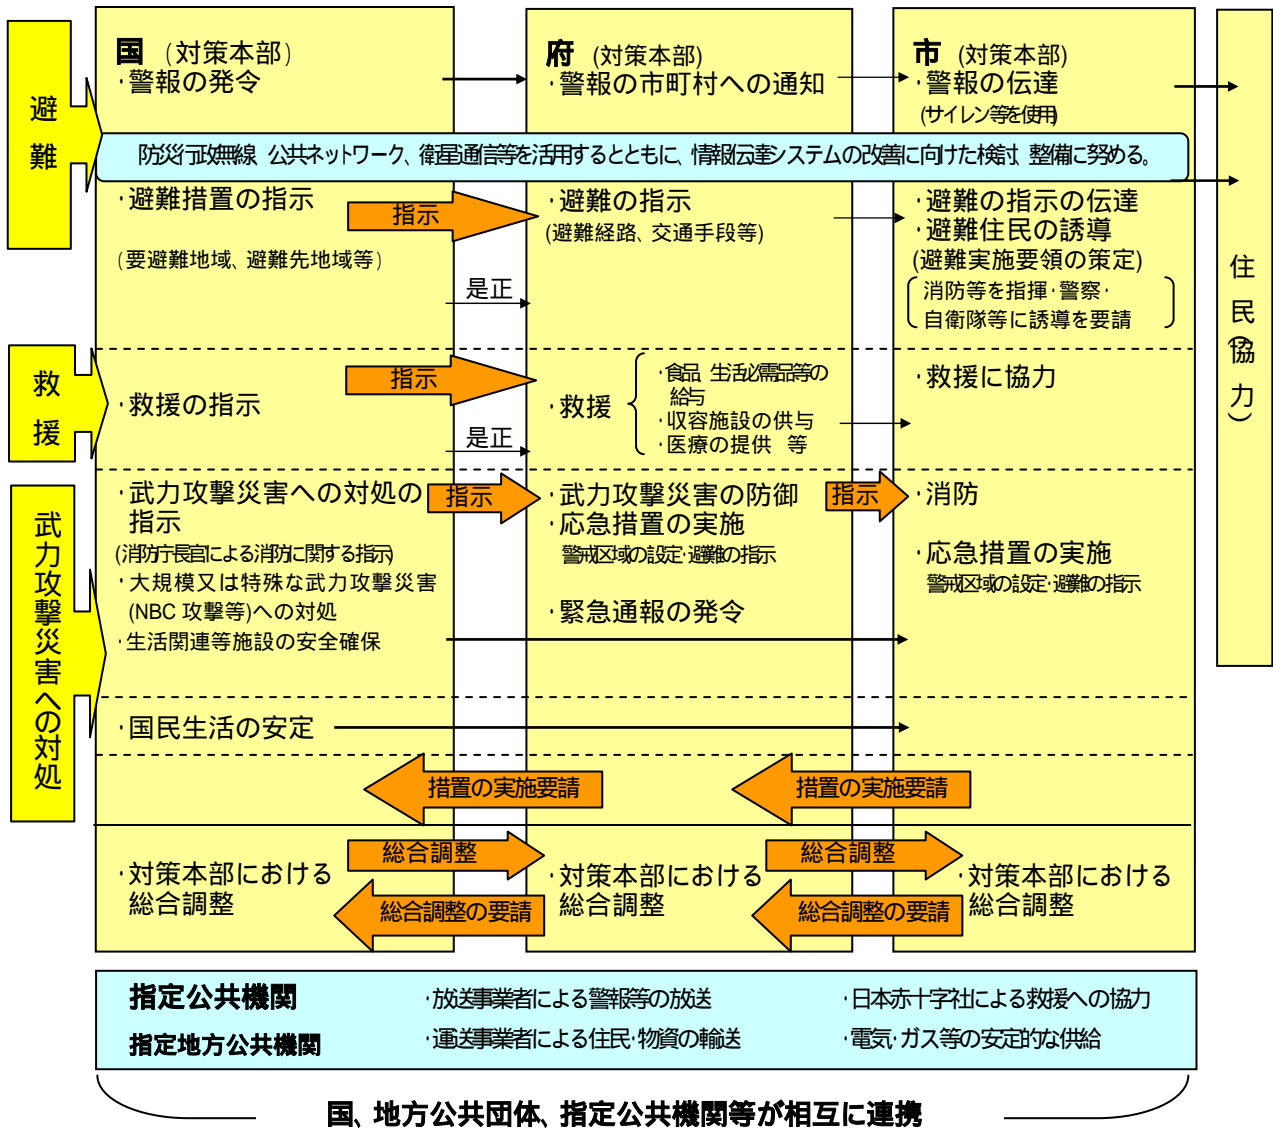 避難
国 (対策本部)
・警報の発令
府 (対策本部)
・警報の市町村への通知
市 (対策本部)
・警報の伝達
(サイレン等を使用)
防災行政無線、公共ネットワーク、衛星通信等を活用するとともに、情報伝達システムの改善に向けた検討、整備に努める。
・避難措置の指示
(要避難地域、避難先地域等)
指示
是正
・避難の指示
(避難経路、交通手段等)
・避難の指示の伝達
・避難住民の誘導
(避難実施要領の策定)
消防等を指揮・警察・
自衛隊等に誘導を要請
住民(協力)
救援
・救援の指示
指示
是正
・救援
・食品、生活必需品等の
給与
・収容施設の供与
・医療の提供 等
・救援に協力
武力攻撃災害への対処
・武力攻撃災害への対処の
指示
(消防庁長官による消防に関する指示)
・大規模又は特殊な武力攻撃災害
(NBC攻撃等)への対処
・生活関連等施設の安全確保
指示
・武力攻撃災害の防御
・応急措置の実施
警戒区域の設定・避難の指示
・緊急通報の発令
指示
・消防
・応急措置の実施
警戒区域の設定・避難の指示
・国民生活の安定
措置の実施要請
措置の実施要請
・対策本部における
総合調整
総合調整
総合調整の要請
・対策本部における
総合調整
総合調整
総合調整の要請
・対策本部における
総合調整
指定公共機関
指定地方公共機関
・放送事業者による警報等の放送
・運送事業者による住民・物資の輸送
・日本赤十字社による救援への協力
・電気・ガス等の安定的な供給
国、地方公共団体、指定公共機関等が相互に連携